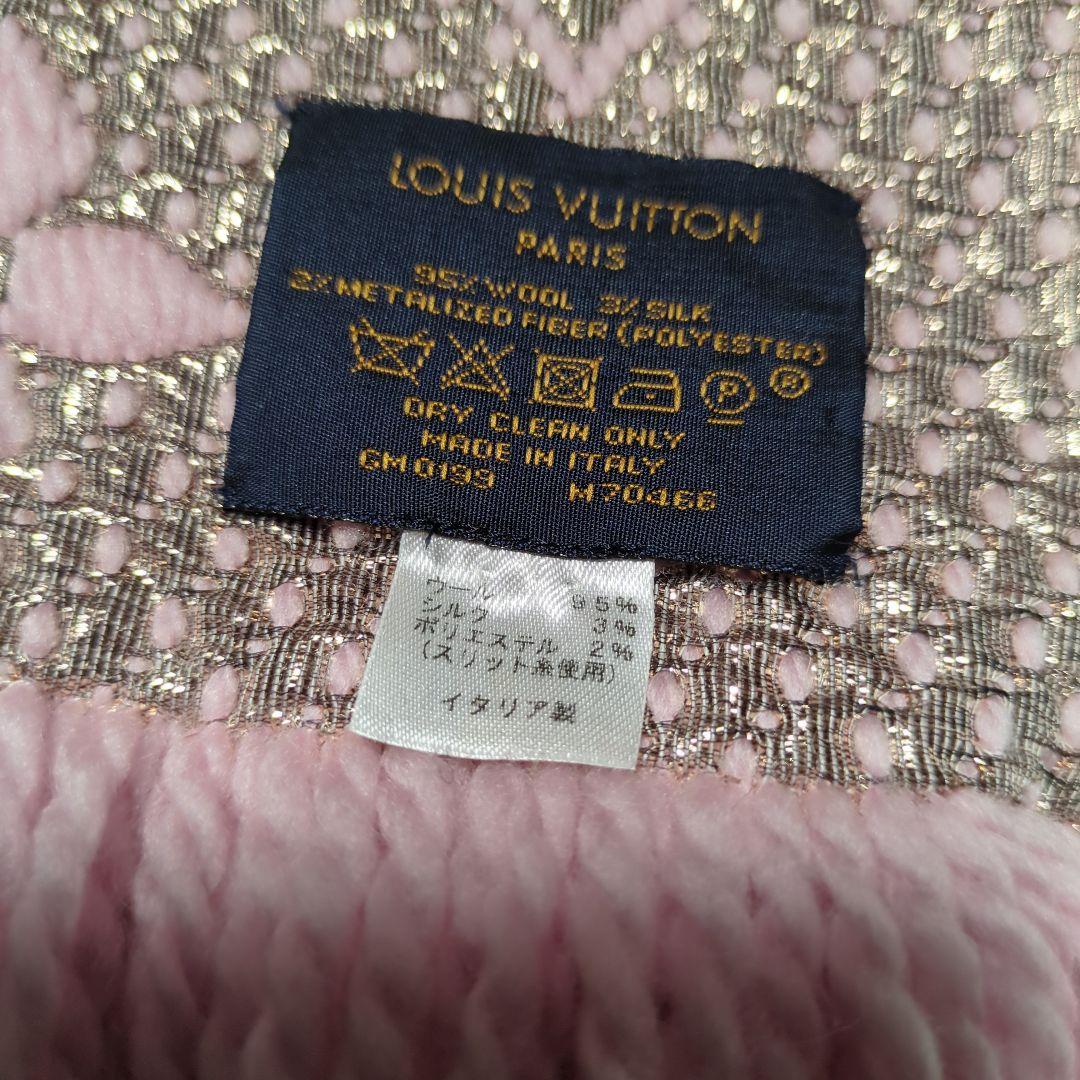 LOUIS VUITTON
PARIS
95% WOOL 3% SILK
2% METALIZED FIBER (POLYESTER)
P R
DRY CLEAN ONLY
MADE IN ITALY
GM0199 M70466
ウール 95%
シルク 3%
ポリエステル 2%
(スリット糸使用)
イタリア製